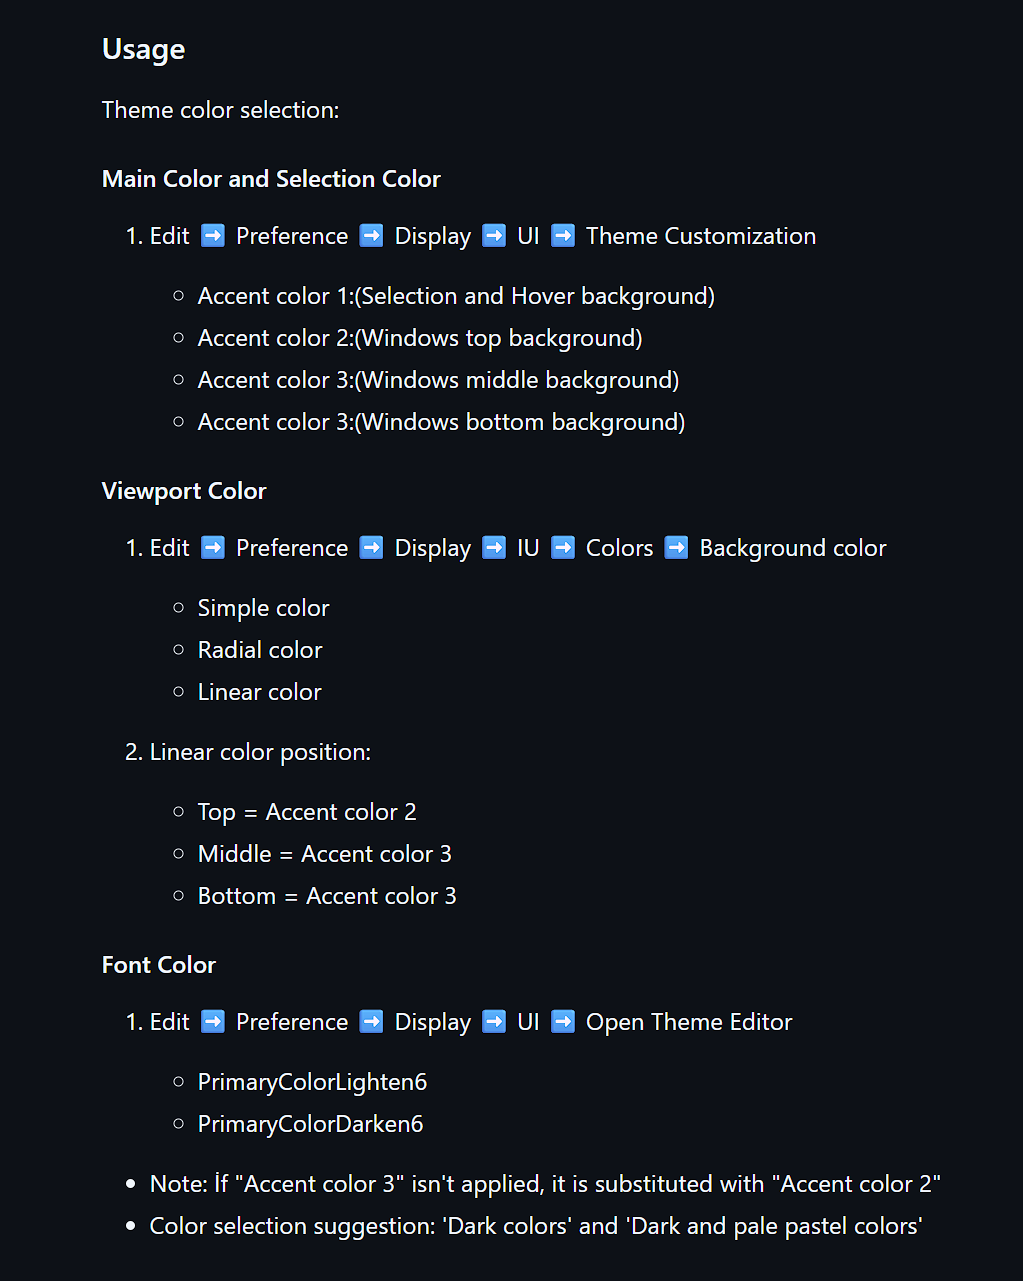 Usage
Theme color selection:
Main Color and Selection Color
1. Edit ➡ Preference ➡ Display ➡ UI ➡ Theme Customization
○ Accent color 1:(Selection and Hover background)
○ Accent color 2:(Windows top background)
○ Accent color 3:(Windows middle background)
○ Accent color 3:(Windows bottom background)
Viewport Color
1. Edit ➡ Preference ➡ Display ➡ IU ➡ Colors ➡ Background color
○ Simple color
○ Radial color
○ Linear color
2. Linear color position:
○ Top = Accent color 2
○ Middle = Accent color 3
○ Bottom = Accent color 3
Font Color
1. Edit ➡ Preference ➡ Display ➡ UI ➡ Open Theme Editor
○ PrimaryColorLighten6
○ PrimaryColorDarken6
• Note: İf "Accent color 3" isn't applied, it is substituted with "Accent color 2"
• Color selection suggestion: 'Dark colors' and 'Dark and pale pastel colors'